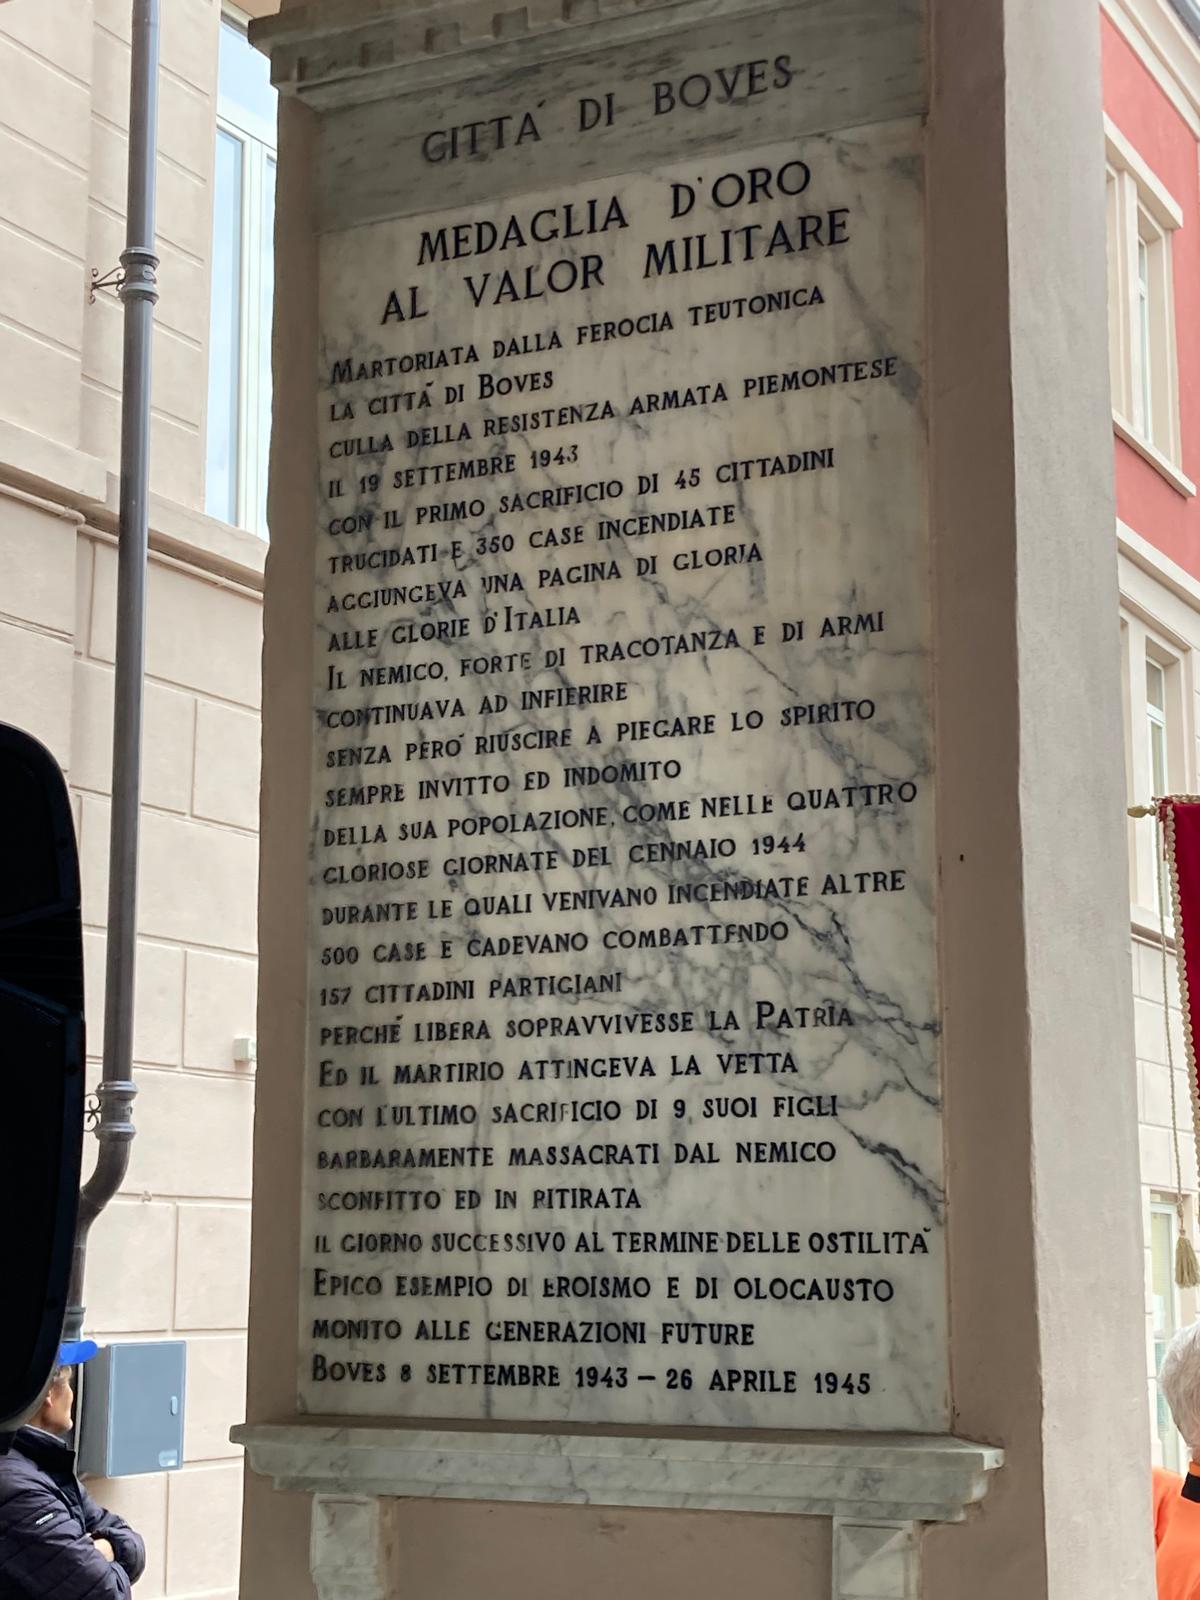 CITTÀ DI BOVES
MEDAGLIA D'ORO
AL VALOR MILITARE
MARTORIATA DALLA FEROCIA TEUTONICA
LA CITTÀ DI BOVES
CULLA DELLA RESISTENZA ARMATA PIEMONTESE
IL 19 SETTEMBRE 1943
CON IL PRIMO SACRIFICIO DI 45 CITTADINI
TRUCIDATI E 350 CASE INCENDIATE
AGGIUNGEVA UNA PAGINA DI GLORIA
ALLE GLORIE D'ITALIA
IL NEMICO, FORTE DI TRACOTANZA E DI ARMI
CONTINUAVA AD INFIERIRE
SENZA PERÒ RIUSCIRE A PIEGARE LO SPIRITO
SEMPRE INVITTO ED INDOMITO
DELLA SUA POPOLAZIONE, COME NELLE QUATTRO
GLORIOSE GIORNATE DEL GENNAIO 1944
DURANTE LE QUALI VENIVANO INCENDIATE ALTRE
500 CASE E CADEVANO COMBATTENDO
157 CITTADINI PARTIGIANI
PERCHÉ LIBERA SOPRAVVIVESSE LA PATRIA
ED IL MARTIRIO ATTINGEVA LA VETTA
CON L'ULTIMO SACRIFICIO DI 9 SUOI FIGLI
BARBARAMENTE MASSACRATI DAL NEMICO
SCONFITTO ED IN RITIRATA
IL GIORNO SUCCESSIVO AL TERMINE DELLE OSTILITÀ
EPICO ESEMPIO DI EROISMO E DI OLOCAUSTO
MONITO ALLE GENERAZIONI FUTURE
BOVES 8 SETTEMBRE 1943 – 26 APRILE 1945